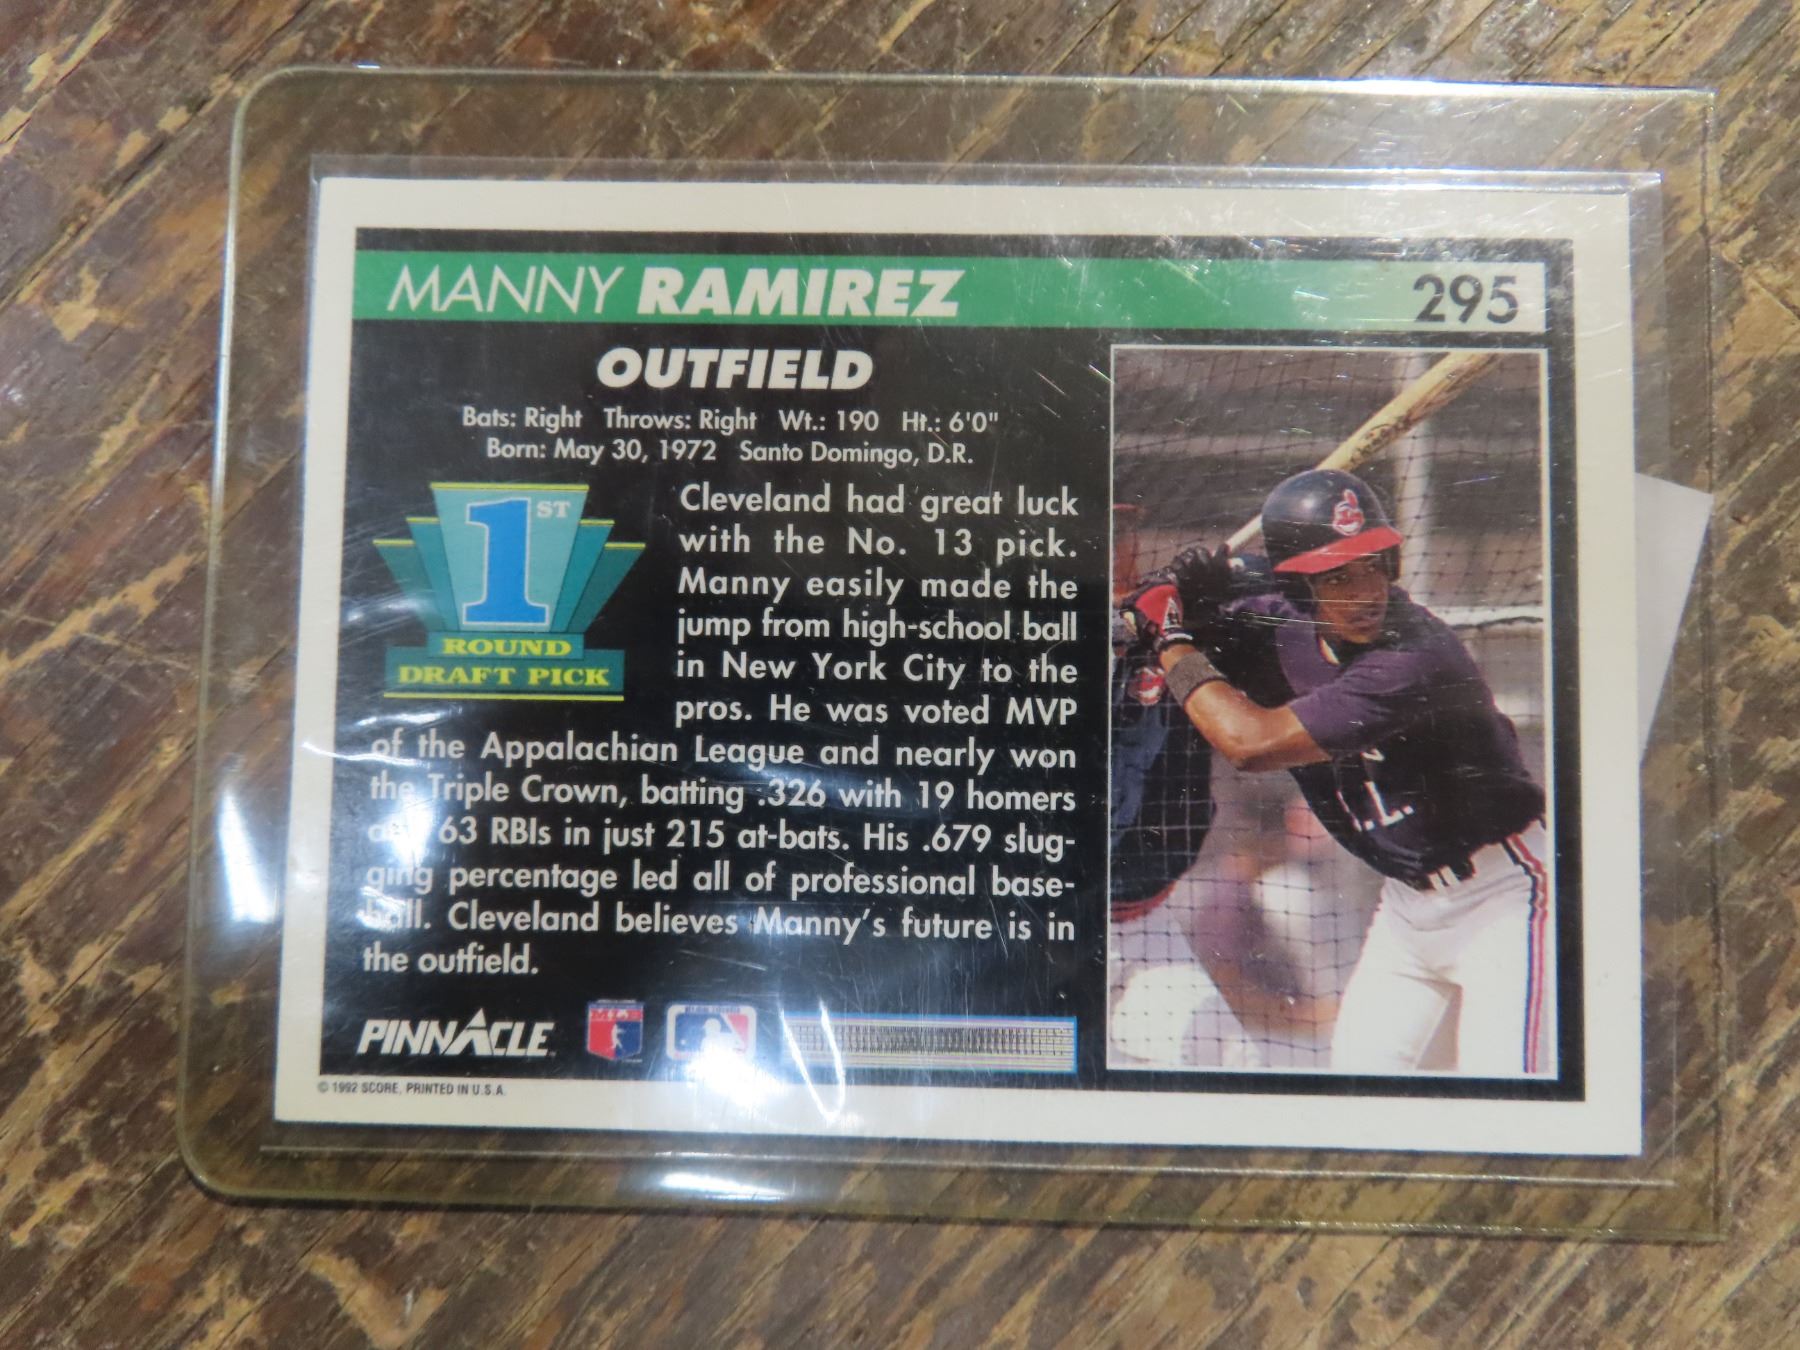 MANNY RAMIREZ 295
OUTFIELD
Bats: Right Throws: Right Wt.: 190 Ht.: 6'0"
Born: May 30, 1972 Santo Domingo, D.R.
1ST
ROUND
DRAFT PICK
Cleveland had great luck
with the No. 13 pick.
Manny easily made the
jump from high-school ball
in New York City to the
pros. He was voted MVP
of the Appalachian League and nearly won
the Triple Crown, batting .326 with 19 homers
and 63 RBIs in just 215 at-bats. His .679 slug-
ging percentage led all of professional base-
ball. Cleveland believes Manny's future is in
the outfield.
PINNACLE
MLB
© 1992 SCORE, PRINTED IN U.S.A.